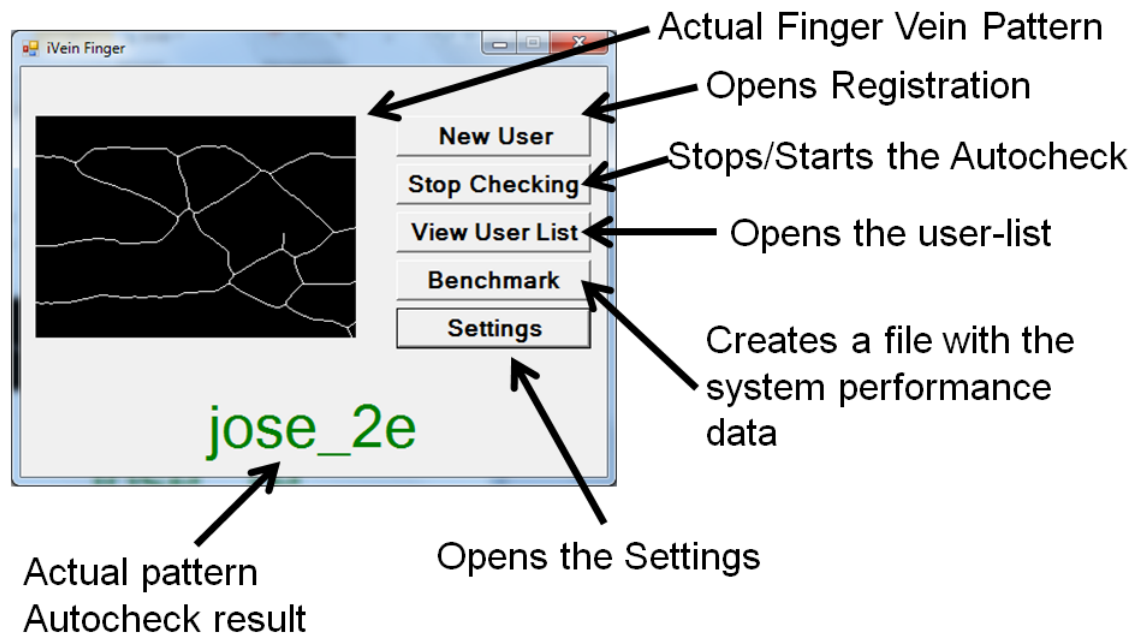 Actual Finger Vein Pattern
iVein Finger
Opens Registration
New User
Stops/Starts the Autocheck
Stop Checking
View User List
Opens the user-list
Benchmark
Settings
Creates a file with the
system performance
data
jose_2e
Opens the Settings
Actual pattern
Autocheck result